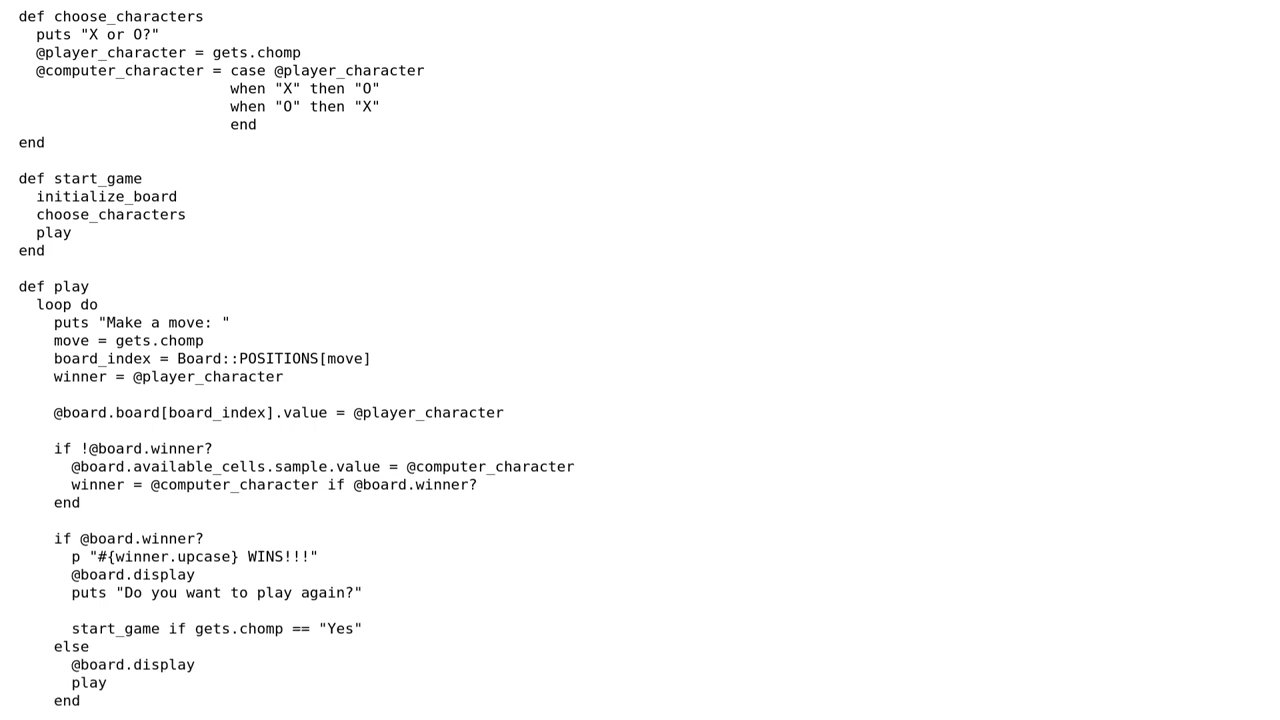 def choose_characters
  puts "X or O?"
  @player_character = gets.chomp
  @computer_character = case @player_character
                        when "X" then "O"
                        when "O" then "X"
                        end
end

def start_game
  initialize_board
  choose_characters
  play
end

def play
  loop do
    puts "Make a move: "
    move = gets.chomp
    board_index = Board::POSITIONS[move]
    winner = @player_character

    @board.board[board_index].value = @player_character

    if !@board.winner?
      @board.available_cells.sample.value = @computer_character
      winner = @computer_character if @board.winner?
    end

    if @board.winner?
      p "#{winner.upcase} WINS!!!"
      @board.display
      puts "Do you want to play again?"

      start_game if gets.chomp == "Yes"
    else
      @board.display
      play
    end